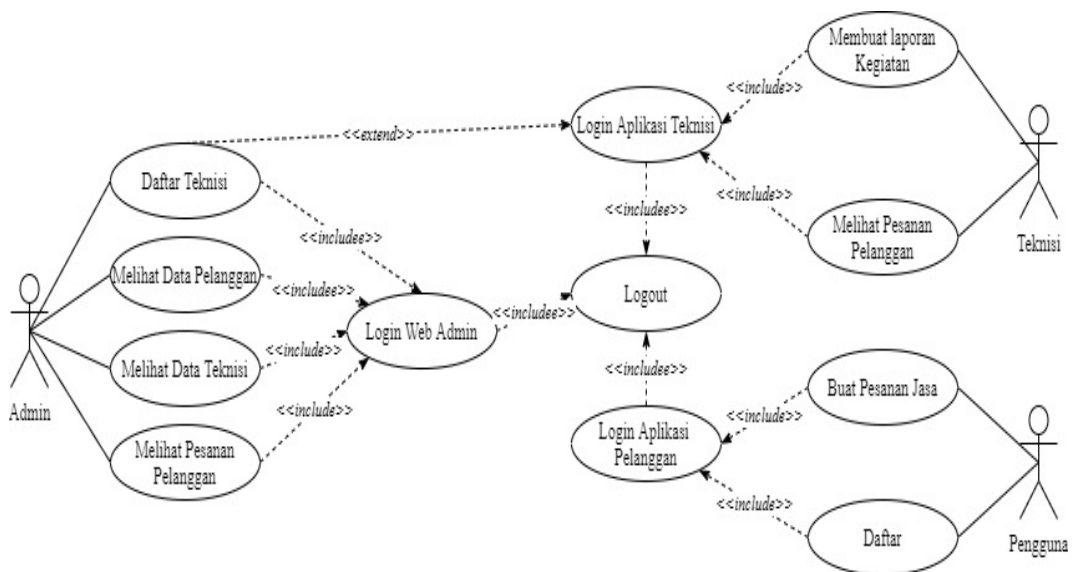 Membuat laporan
Kegiatan
<<include>>
Login Aplikasi Teknisi
<<extend>>
Daftar Teknisi
<<include>>
<<includee>>
Melihat Pesanan
Pelanggan
Teknisi
<<includee>>
Melihat Data Pelanggan
<<includee>>
Logout
<<includee>>
Login Web Admin
<<include>>
Melihat Data Teknisi
Admin
<<includee>>
Buat Pesanan Jasa
<<include>>
<<include>>
Login Aplikasi
Pelanggan
Melihat Pesanan
Pelanggan
<<include>>
Daftar
Pengguna